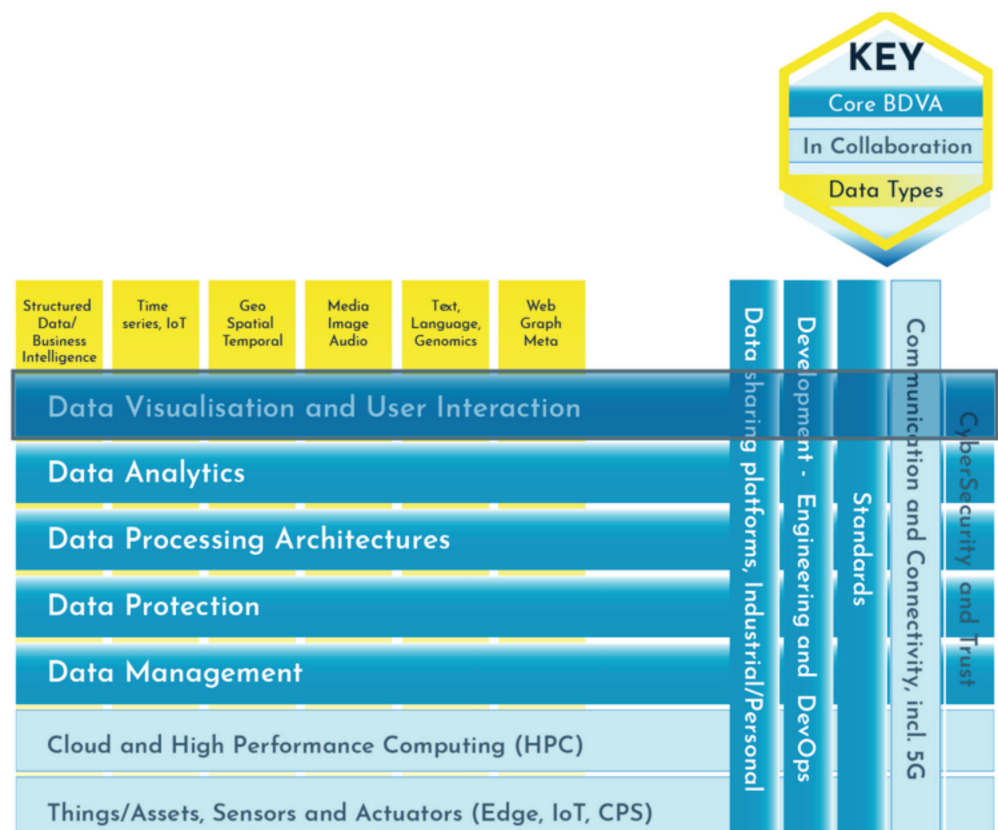 KEY
Core BDVA
In Collaboration
Data Types
Structured
Data/
Business
Intelligence
Time
series, IoT
Geo
Spatial
Temporal
Media
Image
Audio
Text,
Language,
Genomics
Web
Graph
Meta
Data Visualisation and User Interaction
Data Analytics
Data Processing Architectures
Data Protection
Data Management
Cloud and High Performance Computing (HPC)
Things/Assets, Sensors and Actuators (Edge, IoT, CPS)
Data sharing platforms, Industrial/Personal
Development - Engineering and DevOps
Standards
Communication and Connectivity, incl. 5G
CyberSecurity and Trust